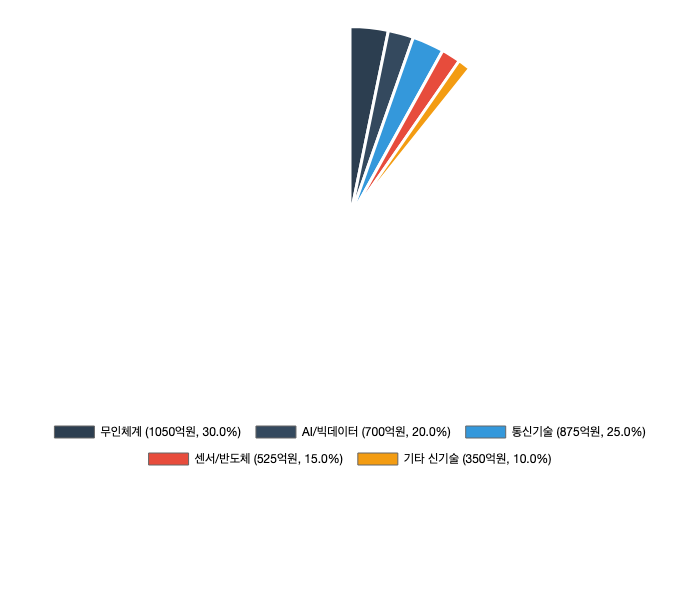 무인체계 (1050억원, 30.0%) AI/빅데이터 (700억원, 20.0%) 통신기술 (875억원, 25.0%)
센서/반도체 (525억원, 15.0%) 기타 신기술 (350억원, 10.0%)